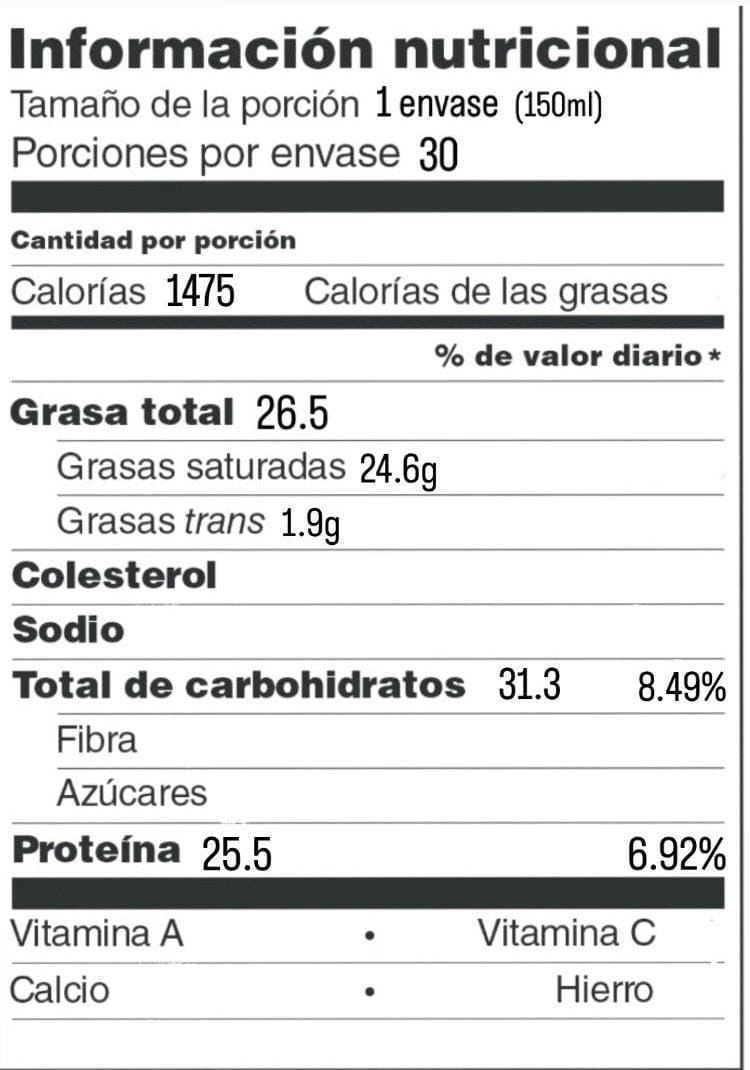 Información nutricional
Tamaño de la porción 1 envase (150ml)
Porciones por envase 30
Cantidad por porción
Calorías 1475 Calorías de las grasas
% de valor diario *
Grasa total 26.5
Grasas saturadas 24.6g
Grasas trans 1.9g
Colesterol
Sodio
Total de carbohidratos 31.3 8.49%
Fibra
Azúcares
Proteína 25.5 6.92%
Vitamina A • Vitamina C
Calcio • Hierro